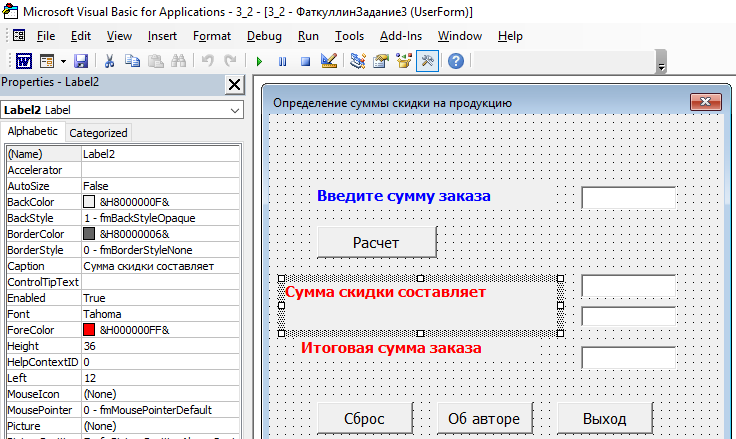 Microsoft Visual Basic for Applications - 3_2 - [3_2 - ФаткуллинЗадание3 (UserForm)]
File Edit View Insert Format Debug Run Tools Add-Ins Window Help
Properties - Label2
Label2 Label
Alphabetic Categorized
(Name) Label2
Accelerator
AutoSize False
BackColor &H8000000F&
BackStyle 1 - fmBackStyleOpaque
BorderColor &H80000006&
BorderStyle 0 - fmBorderStyleNone
Caption Сумма скидки составляет
ControlTipText
Enabled True
Font Tahoma
ForeColor &H000000FF&
Height 36
HelpContextID 0
Left 12
MouseIcon (None)
MousePointer 0 - fmMousePointerDefault
Picture (None)
Определение суммы скидки на продукцию
Введите сумму заказа
Расчет
Сумма скидки составляет
Итоговая сумма заказа
Сброс Об авторе Выход